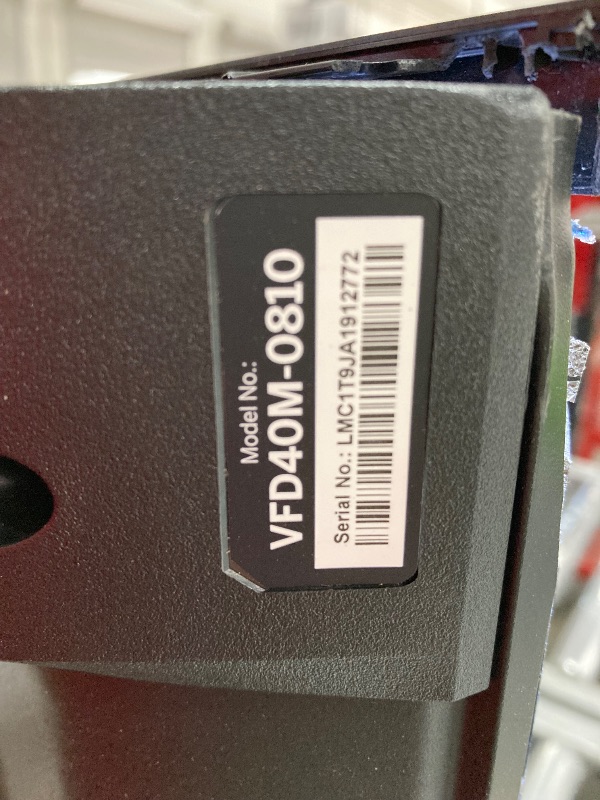 Model No.:
VFD40M-0810
Serial No.: LMC1T9JA1912772